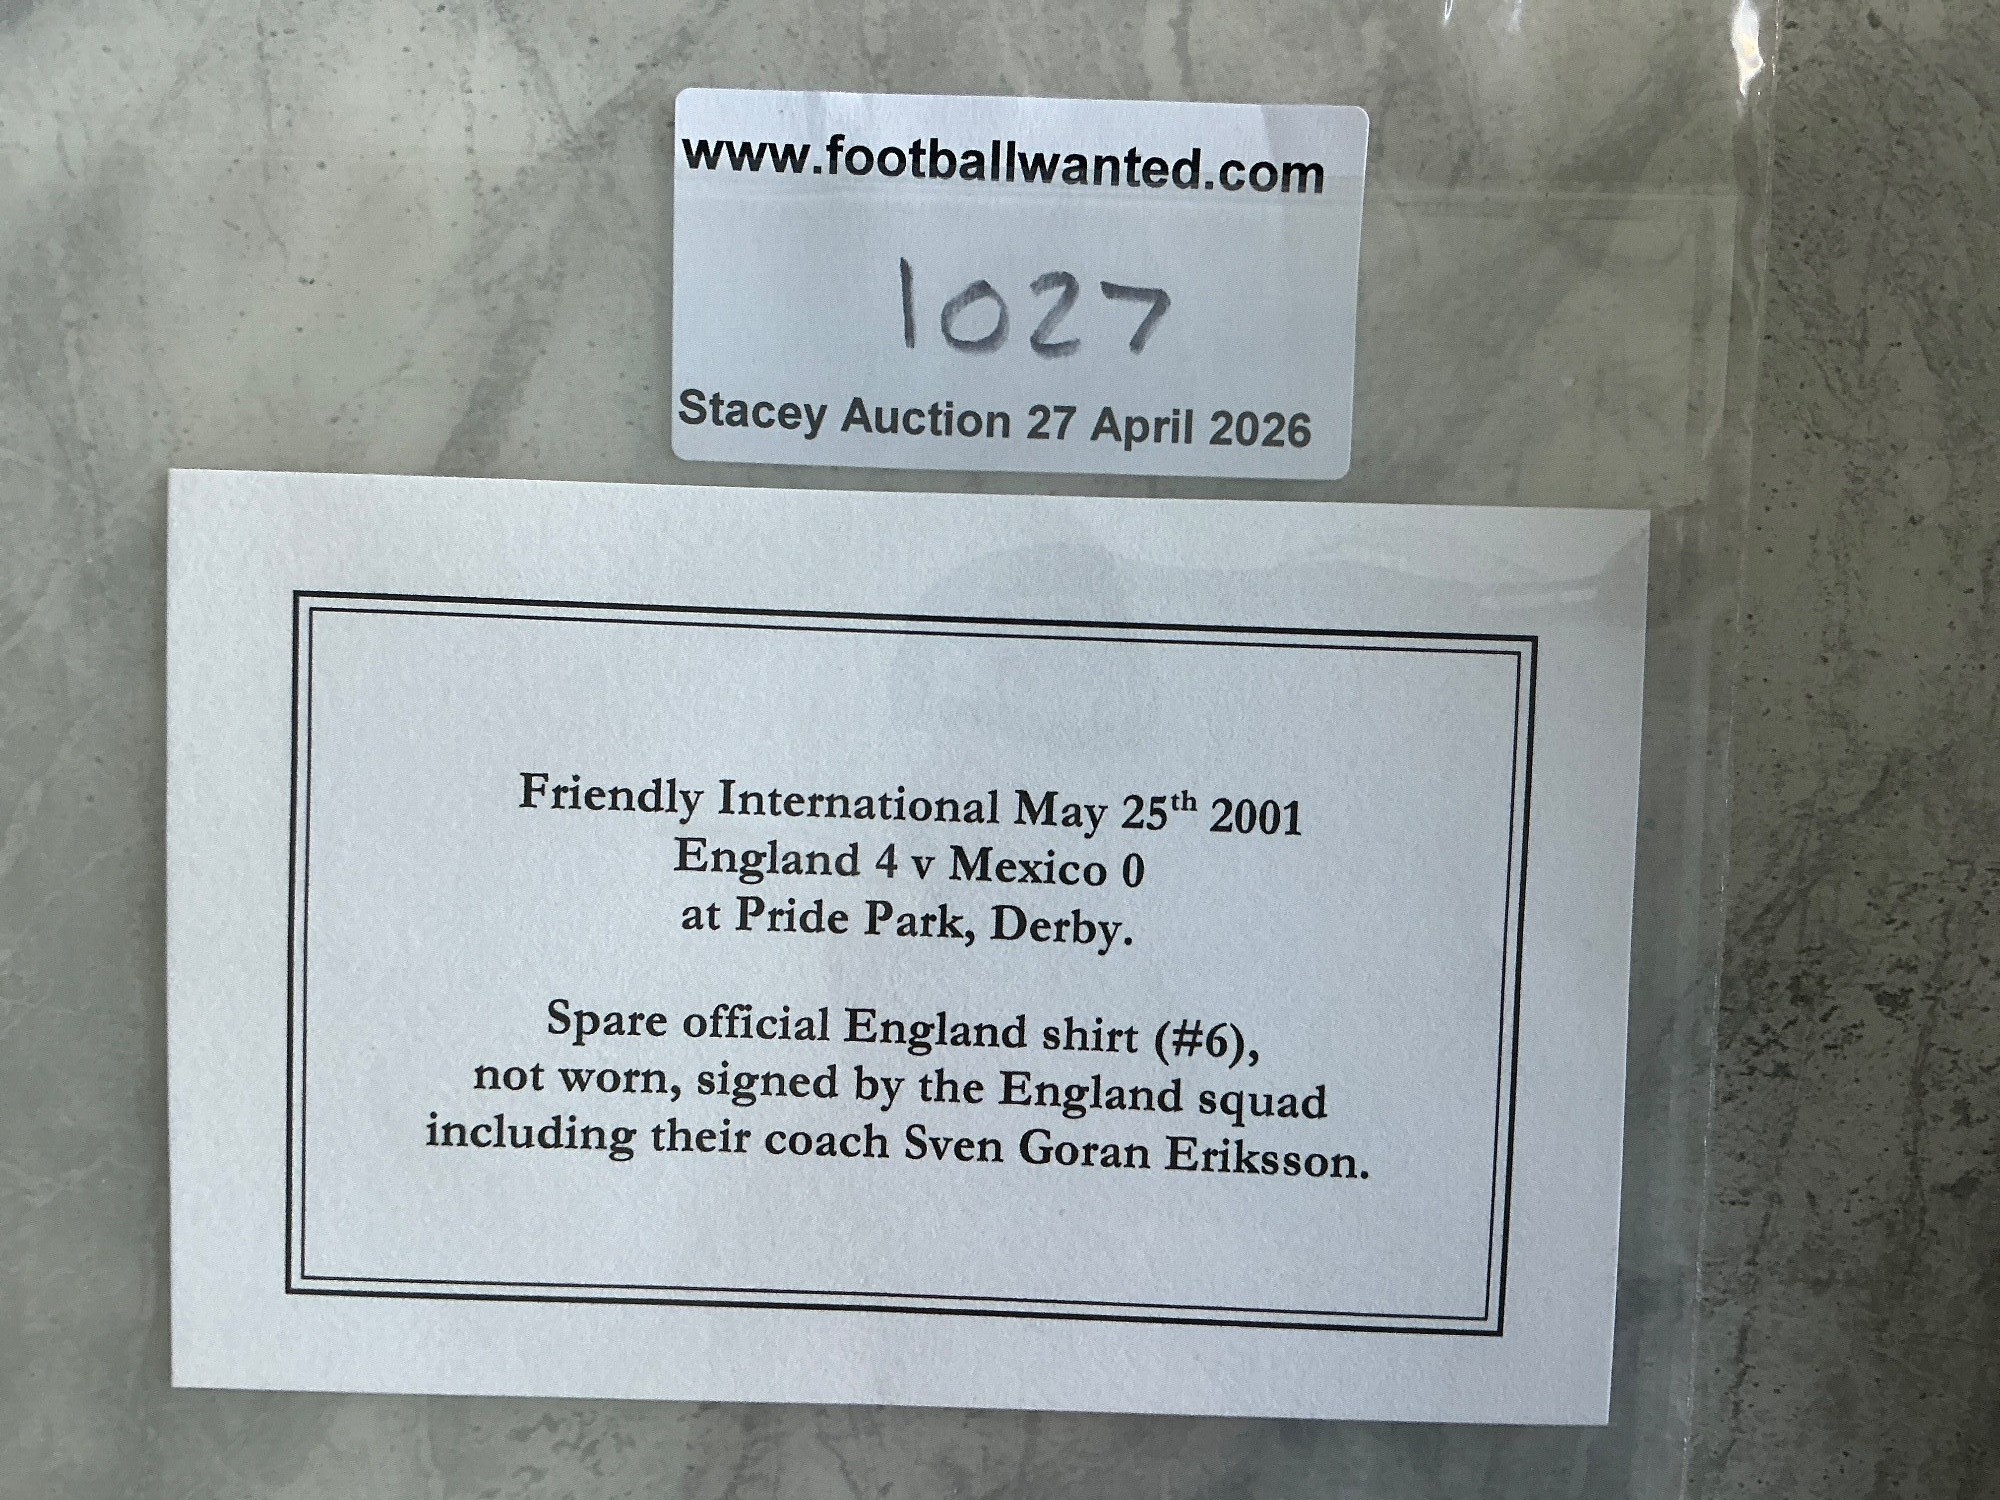 www.footballwanted.com
1027
Stacey Auction 27 April 2026
Friendly International May 25th 2001
England 4 v Mexico 0
at Pride Park, Derby.
Spare official England shirt (#6),
not worn, signed by the England squad
including their coach Sven Goran Eriksson.